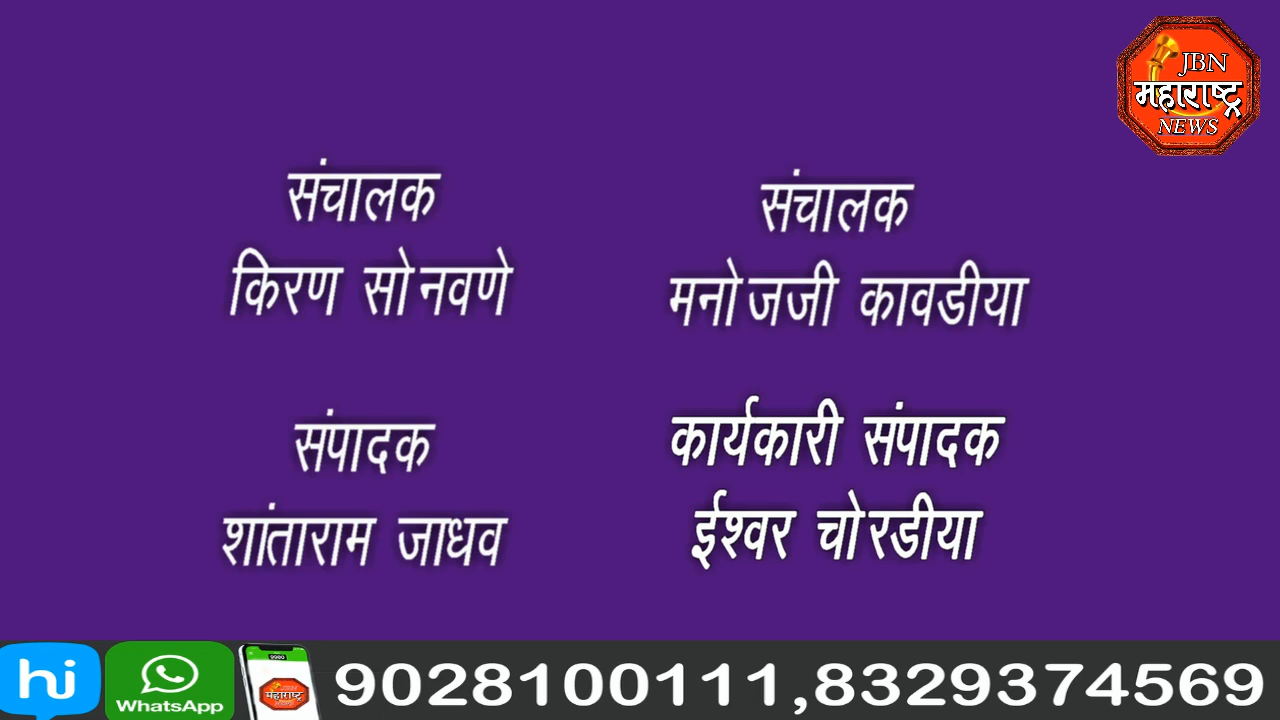 JBN
महाराष्ट्र
NEWS
संचालक
किरण सोनवणे
संचालक
मनोजजी कावडीया
संपादक
शांताराम जाधव
कार्यकारी संपादक
ईश्वर चोरडीया
hi
WhatsApp
महाराष्ट्र
9028100111,8329374569